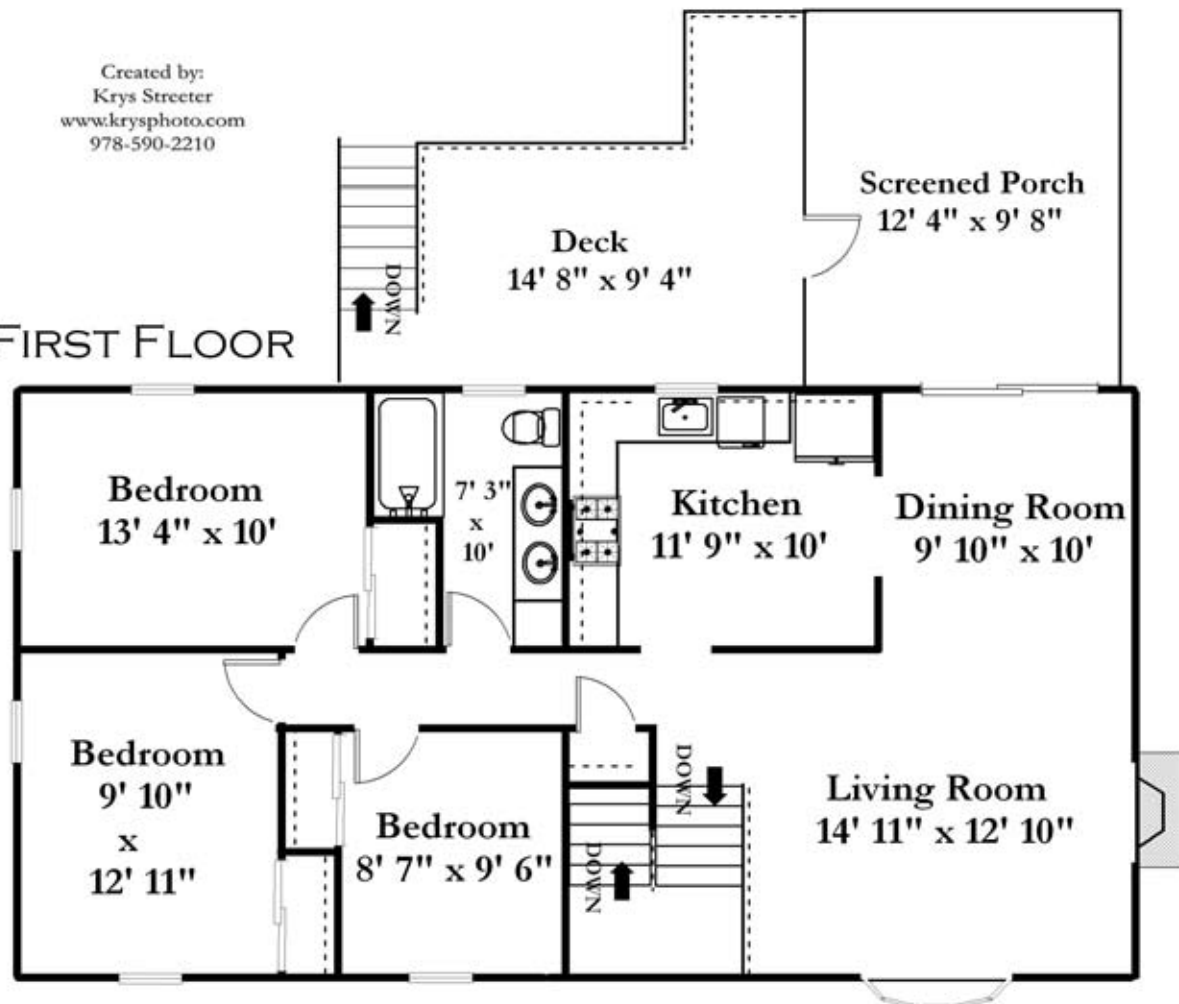 Created by:
Krys Streeter
www.krysphoto.com
978-590-2210
Screened Porch
12' 4" x 9' 8"
Deck
14' 8" x 9' 4"
DOWN
FIRST FLOOR
Bedroom
13' 4" x 10'
7' 3"
x
10'
Kitchen
11' 9" x 10'
Dining Room
9' 10" x 10'
Bedroom
9' 10"
x
12' 11"
Bedroom
8' 7" x 9' 6"
DOWN
DOWN
Living Room
14' 11" x 12' 10"